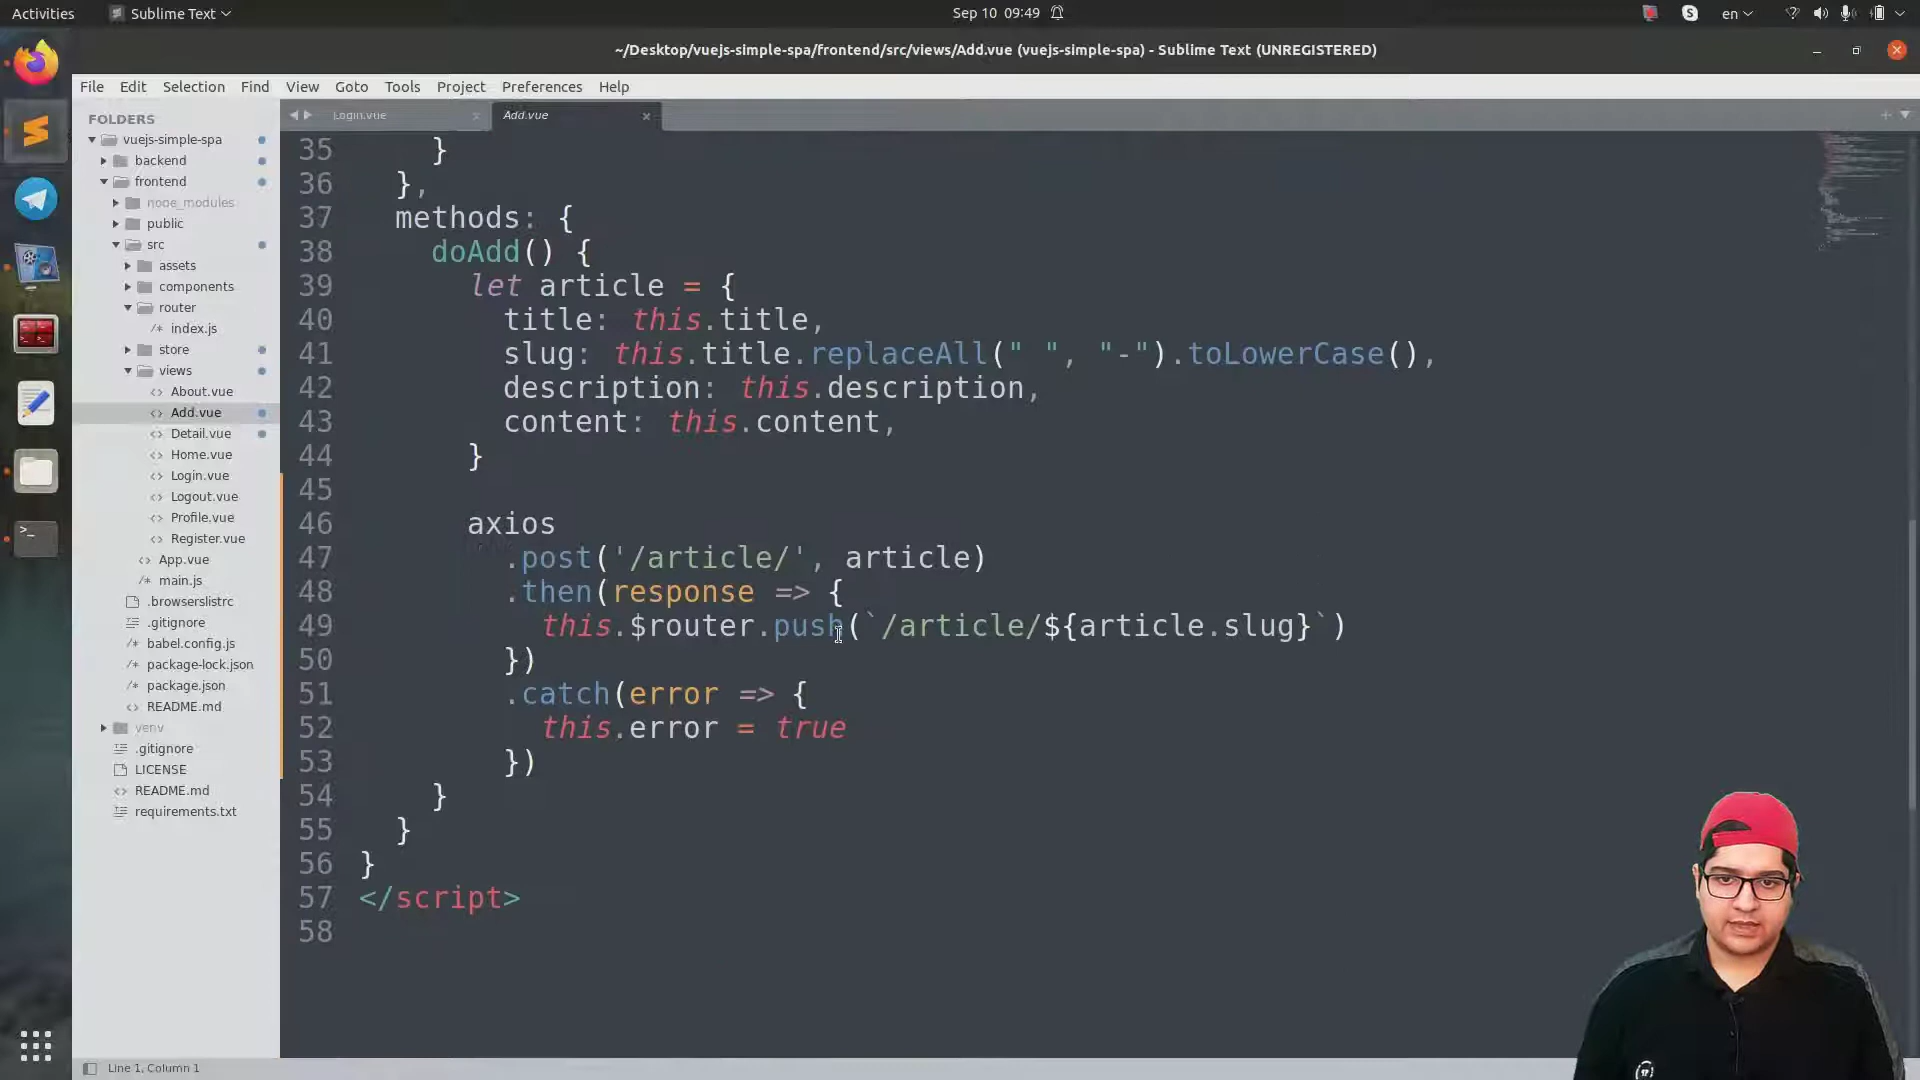 Activities
Sublime Text
Sep 10 09:49
en
~/Desktop/vuejs-simple-spa/frontend/src/views/Add.vue (vuejs-simple-spa) - Sublime Text (UNREGISTERED)
File Edit Selection Find View Goto Tools Project Preferences Help
FOLDERS
vuejs-simple-spa
backend
frontend
node_modules
public
src
assets
components
router
/* index.js
store
views
<> About.vue
<> Add.vue
<> Detail.vue
<> Home.vue
<> Login.vue
<> Logout.vue
<> Profile.vue
<> Register.vue
<> App.vue
/* main.js
.browserslistrc
.gitignore
/* babel.config.js
/* package-lock.json
/* package.json
<> README.md
venv
.gitignore
LICENSE
<> README.md
requirements.txt
Login.vue
Add.vue
35 }
36 },
37 methods: {
38 doAdd() {
39 let article = {
40 title: this.title,
41 slug: this.title.replaceAll(" ", "-").toLowerCase(),
42 description: this.description,
43 content: this.content,
44 }
45
46 axios
47 .post('/article/', article)
48 .then(response => {
49 this.$router.push(`/article/${article.slug}`)
50 })
51 .catch(error => {
52 this.error = true
53 })
54 }
55 }
56 }
57 </script>
58
Line 1, Column 1